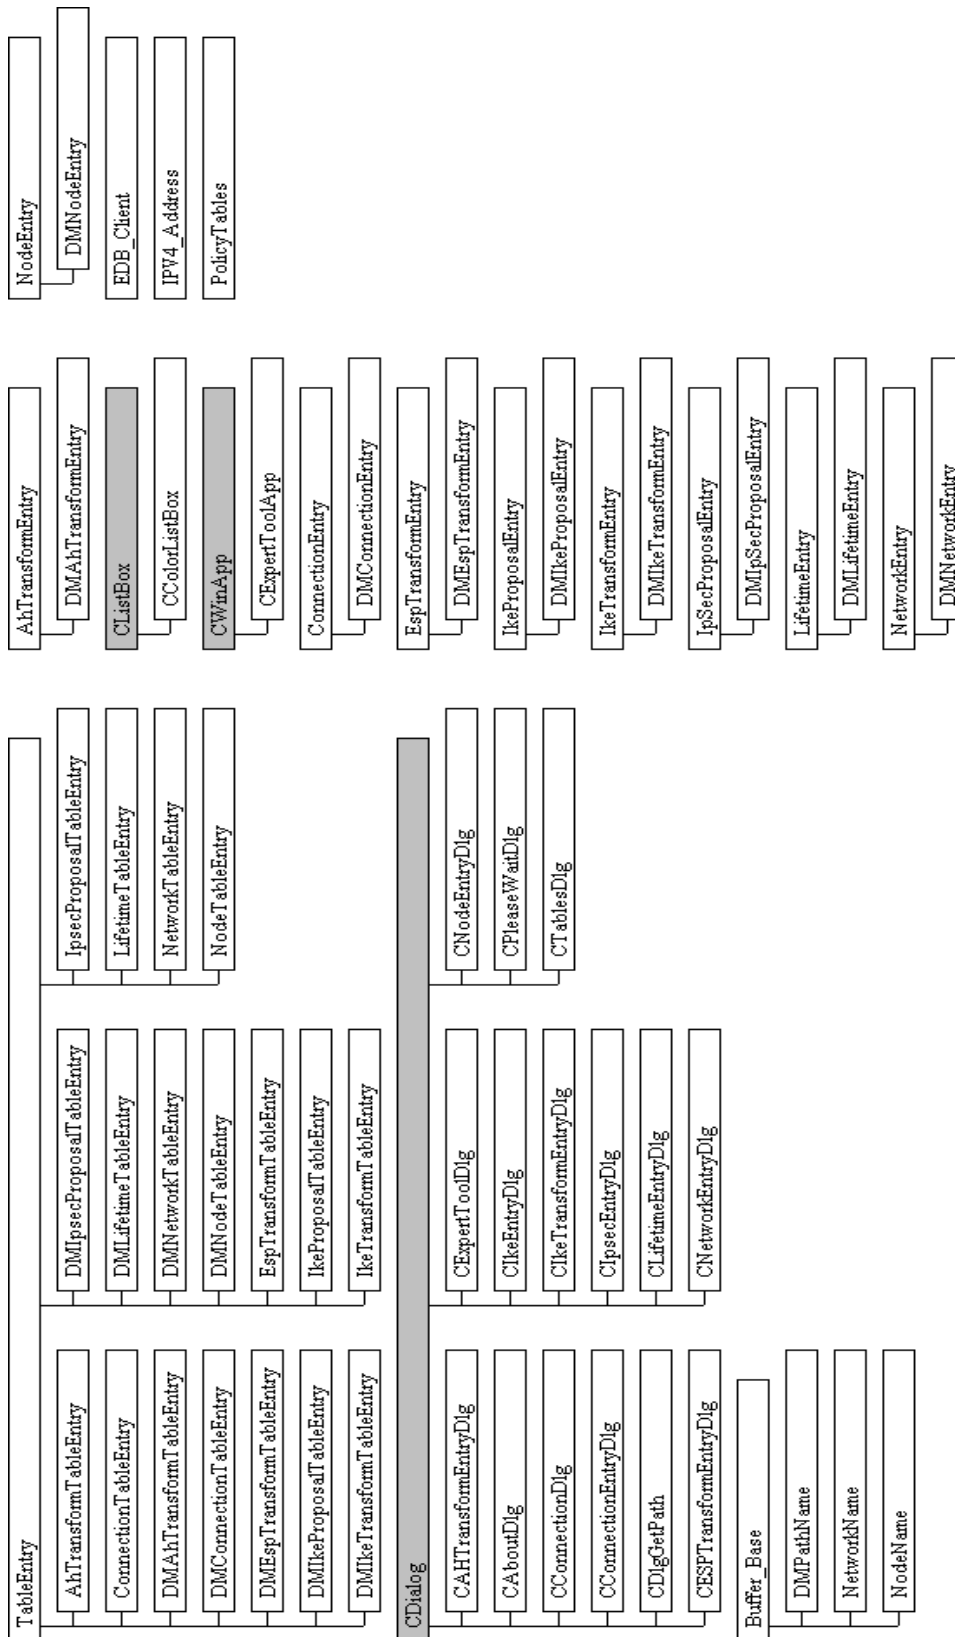 TableEntry
AhTransformTableEntry
ConnectionTableEntry
DMAhTransformTableEntry
DMConnectionTableEntry
DMEspTransformTableEntry
DMIkeProposalTableEntry
DMIkeTransformTableEntry
DMIpsecProposalTableEntry
DMLifetimeTableEntry
DMNetworkTableEntry
DMNodeTableEntry
EspTransformTableEntry
IkeProposalTableEntry
IkeTransformTableEntry
IpsecProposalTableEntry
LifetimeTableEntry
NetworkTableEntry
NodeTableEntry
CDialog
CAHTransformEntryDlg
CAboutDlg
CConnectionDlg
CConnectionEntryDlg
CDlgGetPath
CESPTransformEntryDlg
CExpertToolDlg
CIkeEntryDlg
CIkeTransformEntryDlg
CIpsecEntryDlg
CLifetimeEntryDlg
CNetworkEntryDlg
CNodeEntryDlg
CPleaseWaitDlg
CTablesDlg
Buffer_Base
DMPathName
NetworkName
NodeName
AhTransformEntry
DMAhTransformEntry
CListBox
CColorListBox
CWinApp
CExpertToolApp
ConnectionEntry
DMConnectionEntry
EspTransformEntry
DMEspTransformEntry
IkeProposalEntry
DMIkeProposalEntry
IkeTransformEntry
DMIkeTransformEntry
IpSecProposalEntry
DMIpSecProposalEntry
LifetimeEntry
DMLifetimeEntry
NetworkEntry
DMNetworkEntry
NodeEntry
DMNodeEntry
EDB_Client
IPV4_Address
PolicyTables